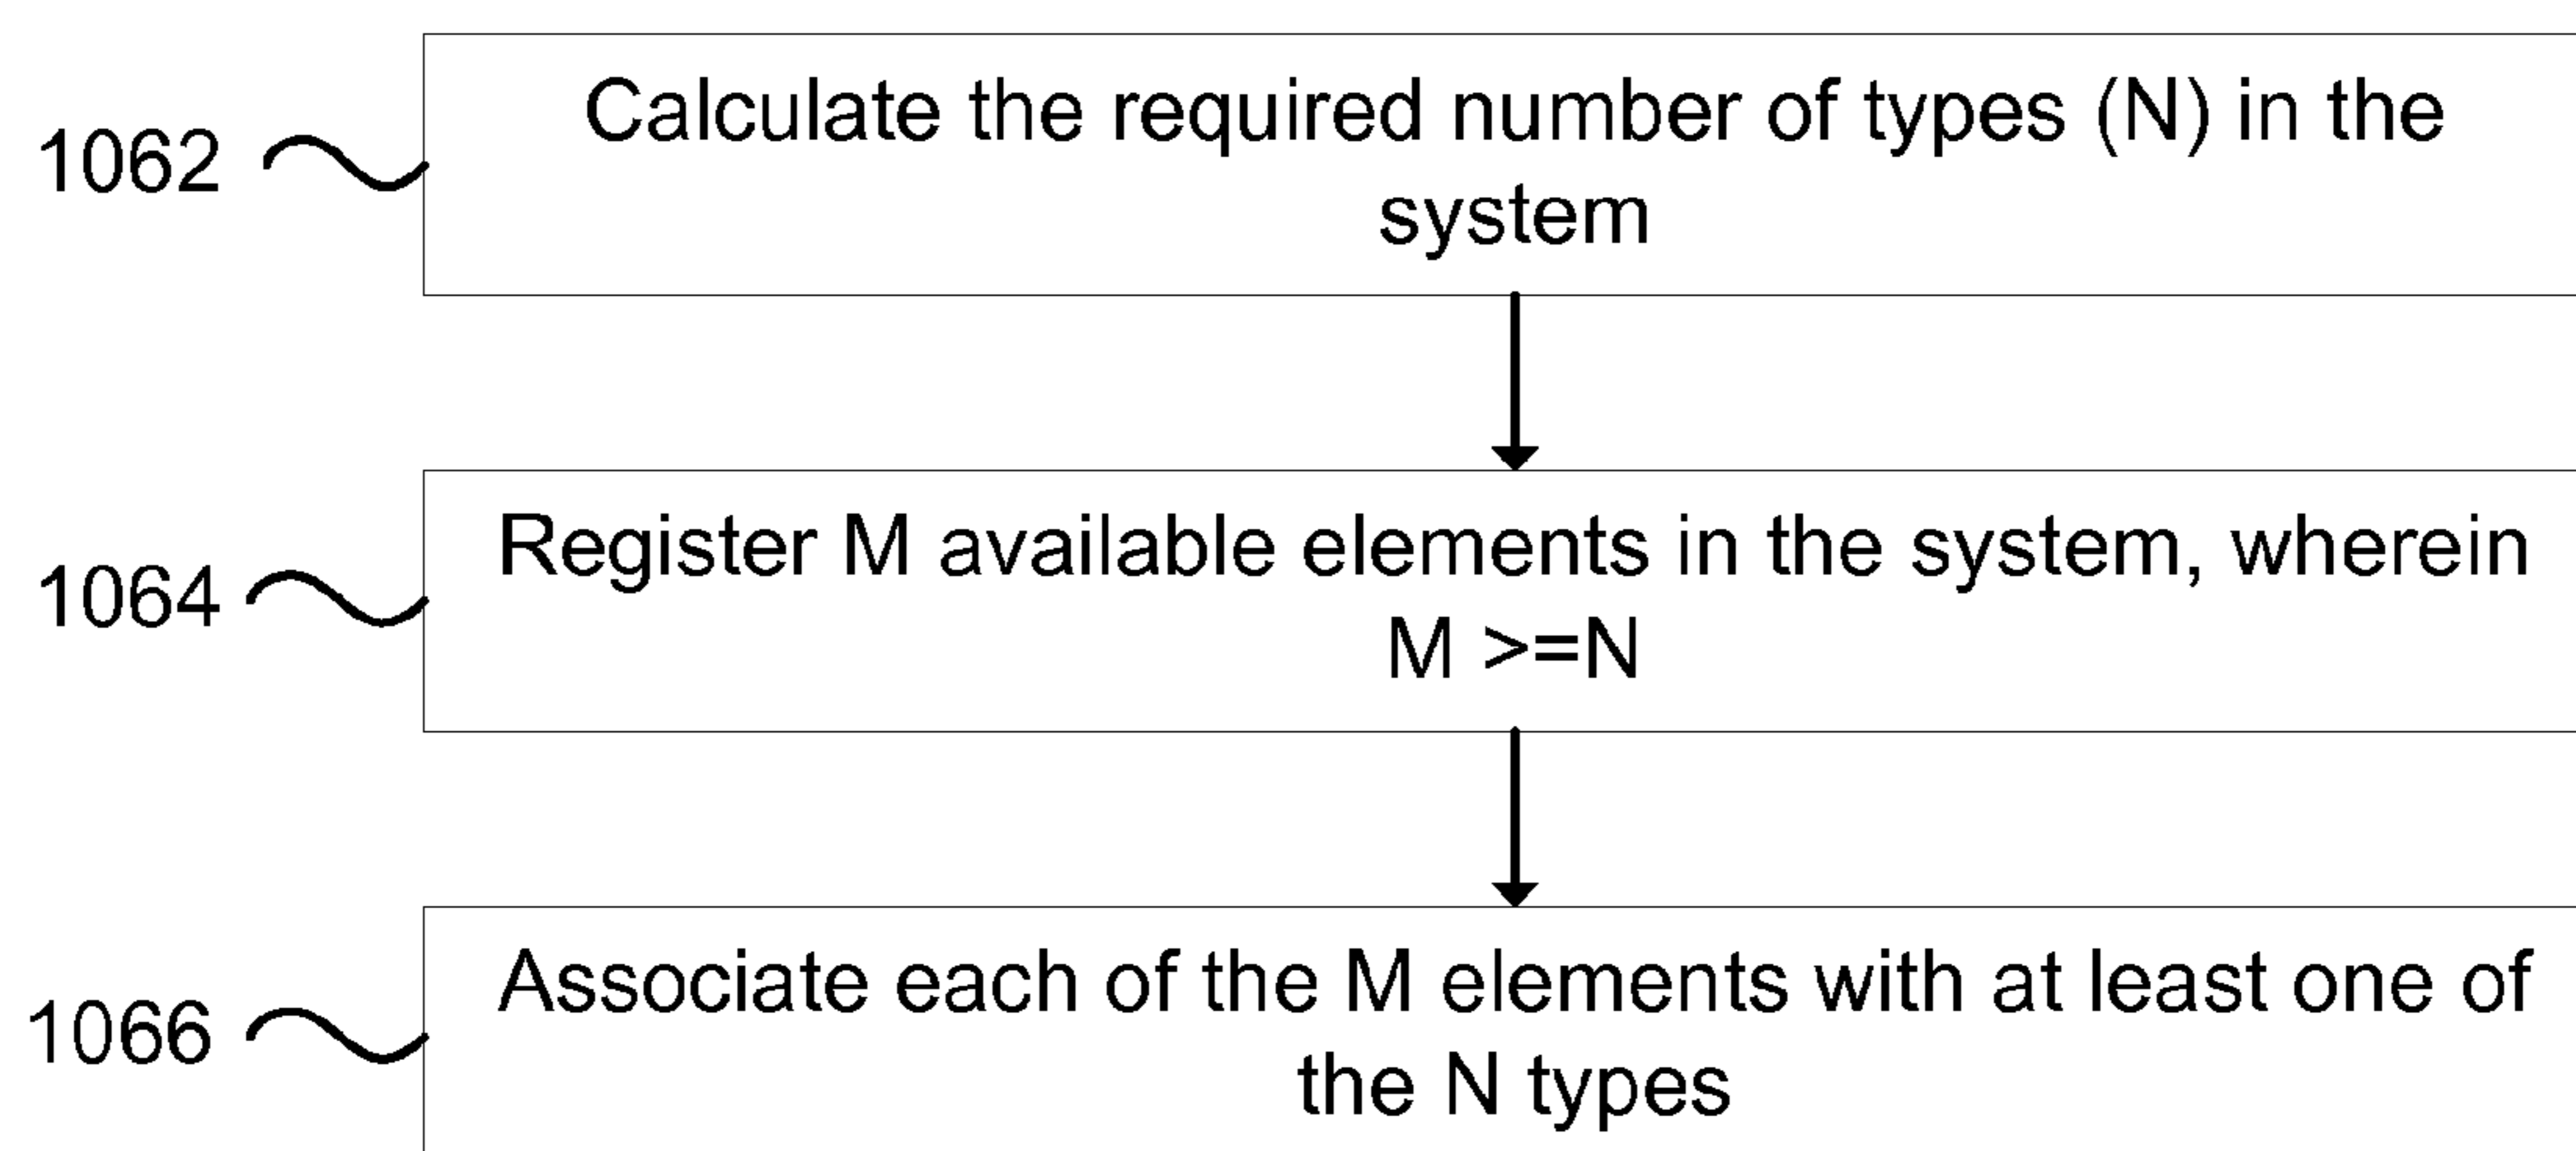 1062
Calculate the required number of types (N) in the
system
1064
Register M available elements in the system, wherein
M >=N
1066
Associate each of the M elements with at least one of
the N types